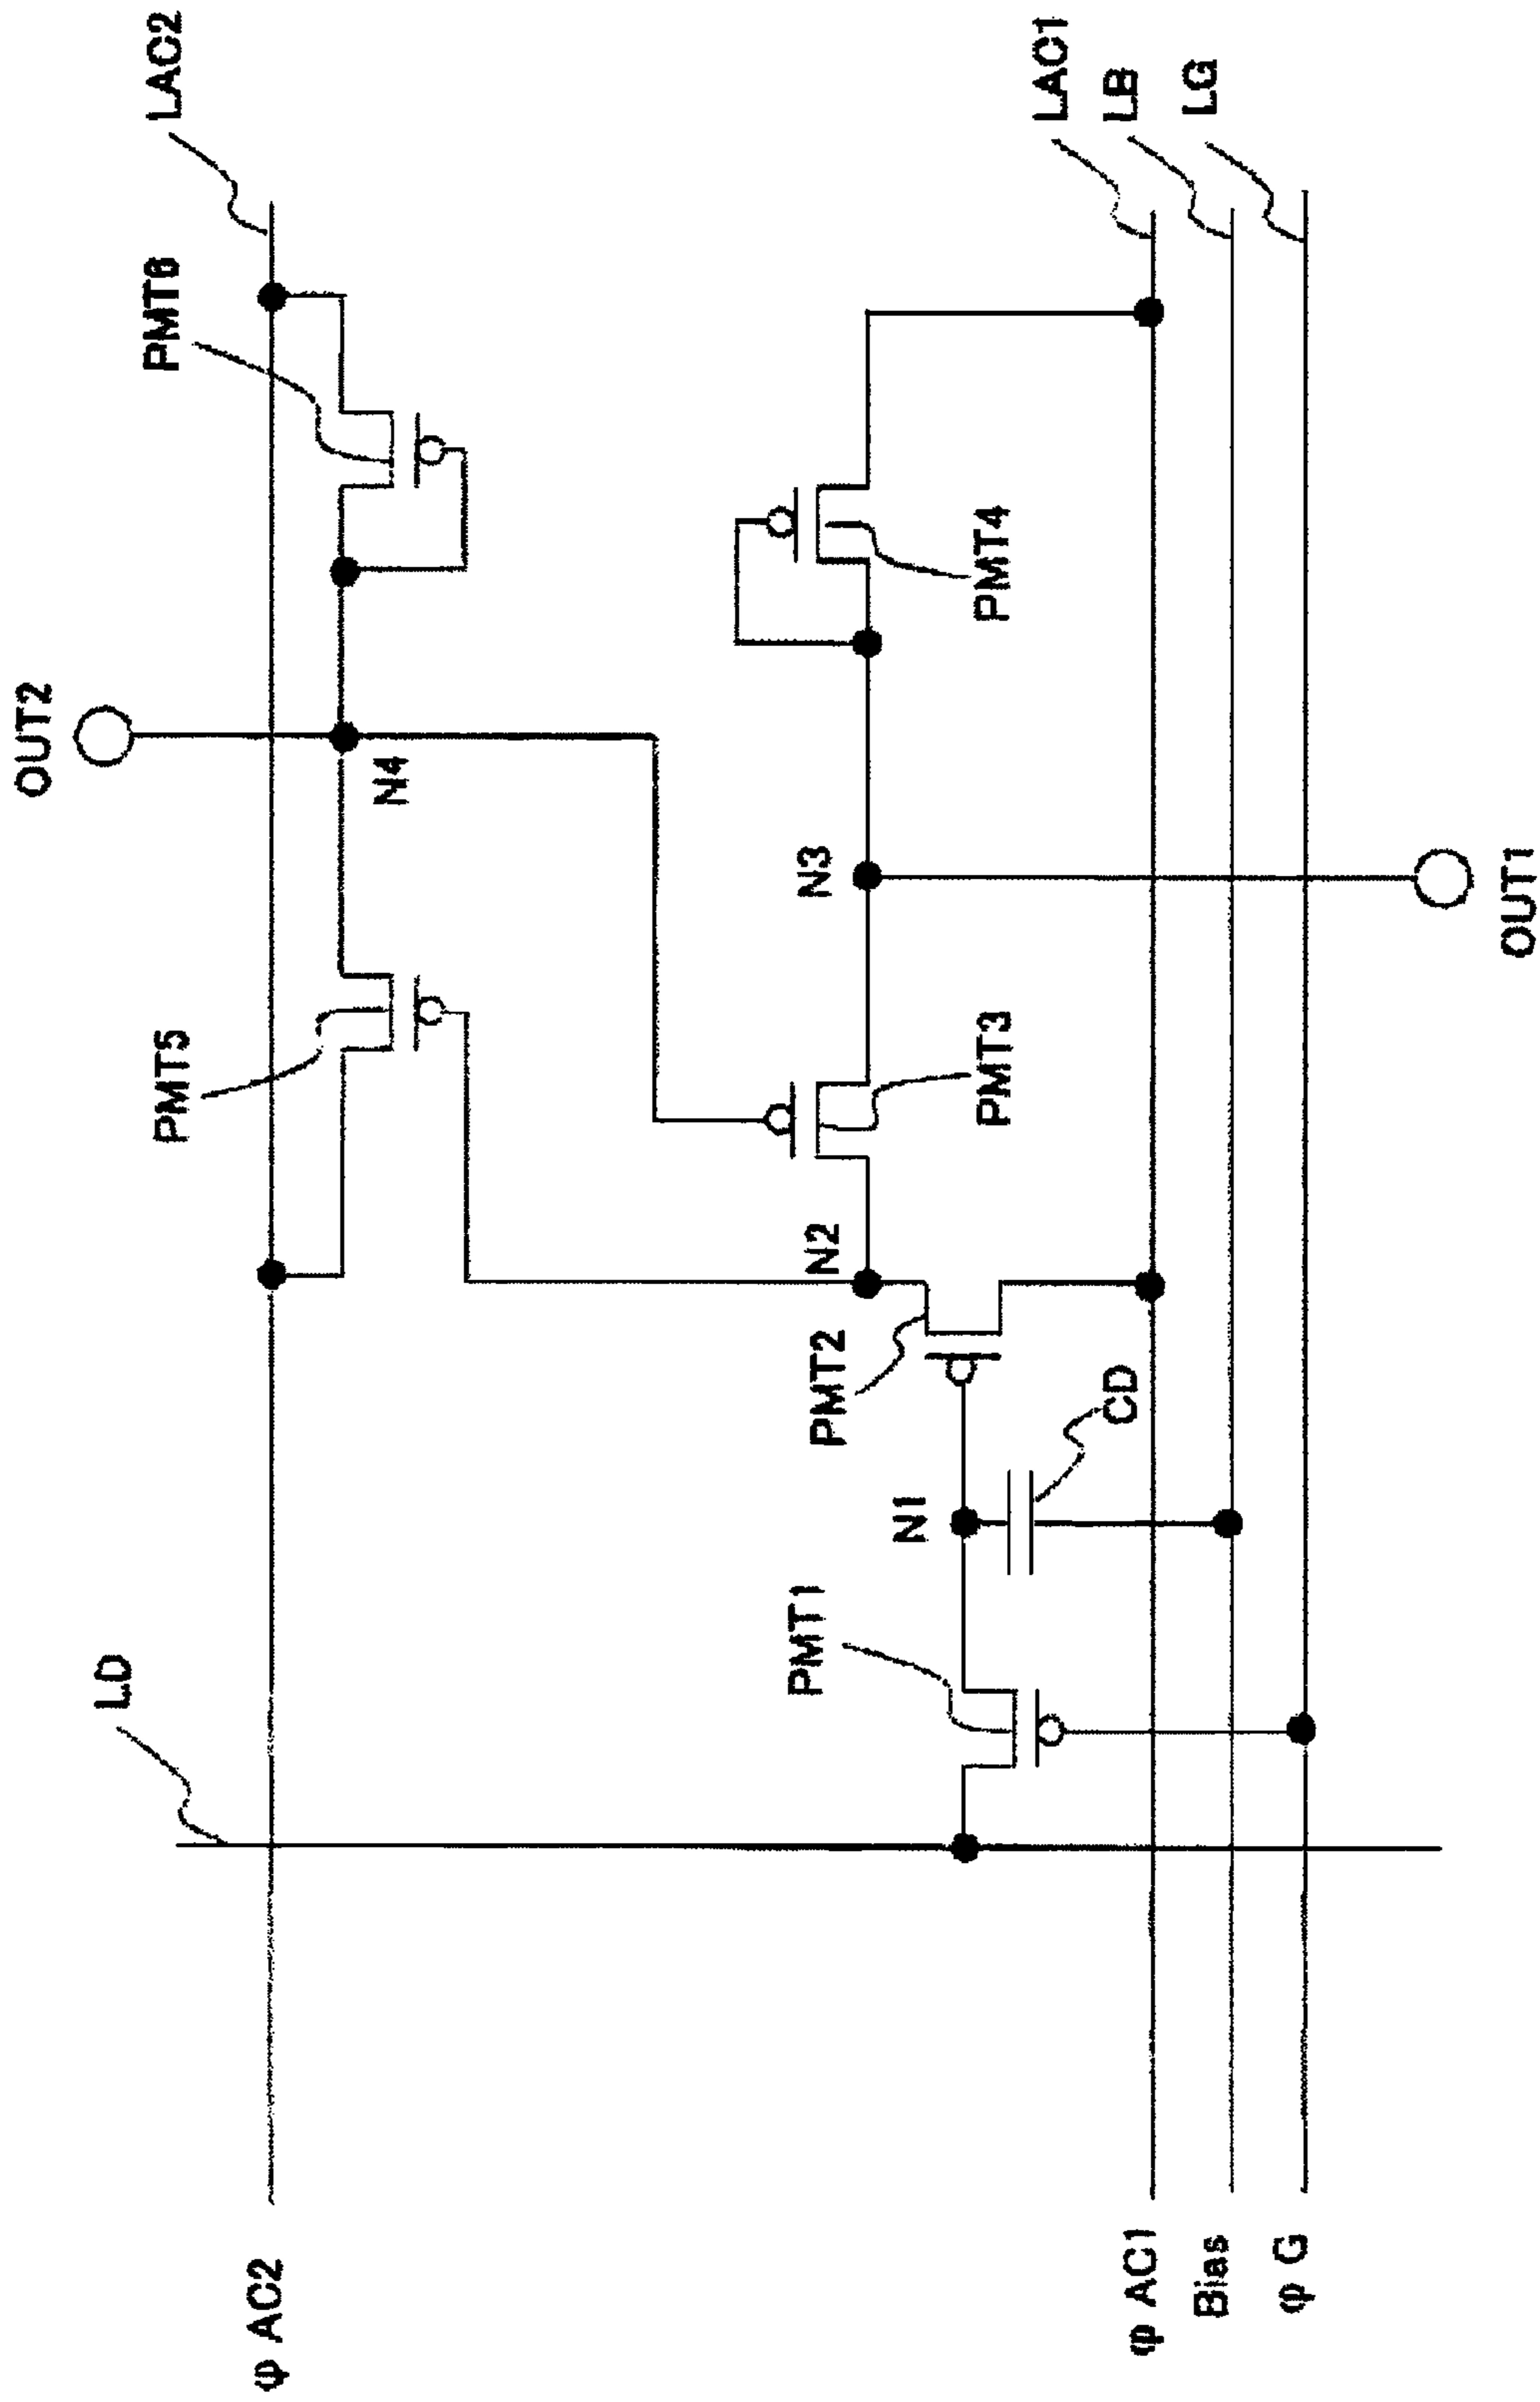 OUT2
LD
PMT5
PMT6
LAC2
φ AC2
N4
PMT1
N1
PMT2
N2
N3
PMT3
PMT4
CD
LAC1
LB
LG
φ AC1
Bias
φ G
OUT1